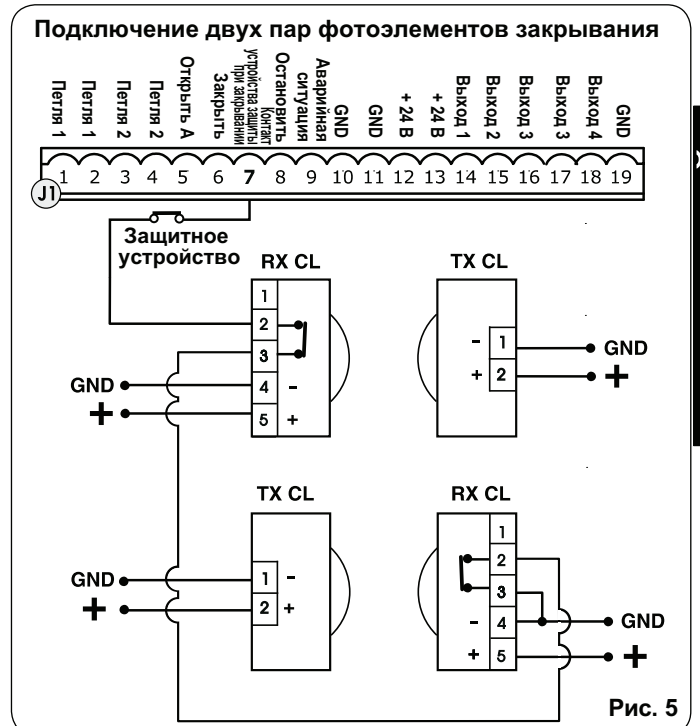 Подключение двух пар фотоэлементов закрывания
Петля 1
Петля 1
Петля 2
Петля 2
Открыть А
Закрыть
Контакт
устройства защиты
при закрывании
Остановить
Аварийная
ситуация
GND
GND
+ 24 В
+ 24 В
Выход 1
Выход 2
Выход 3
Выход 3
Выход 4
GND
J1
1 2 3 4 5 6 7 8 9 10 11 12 13 14 15 16 17 18 19
Защитное
устройство
RX CL
1
2
3
GND 4 -
+ 5 +
TX CL
- 1 GND
+ 2 +
TX CL
GND 1 -
+ 2 +
RX CL
1
2
3
- 4 GND
+ 5 +
Рис. 5